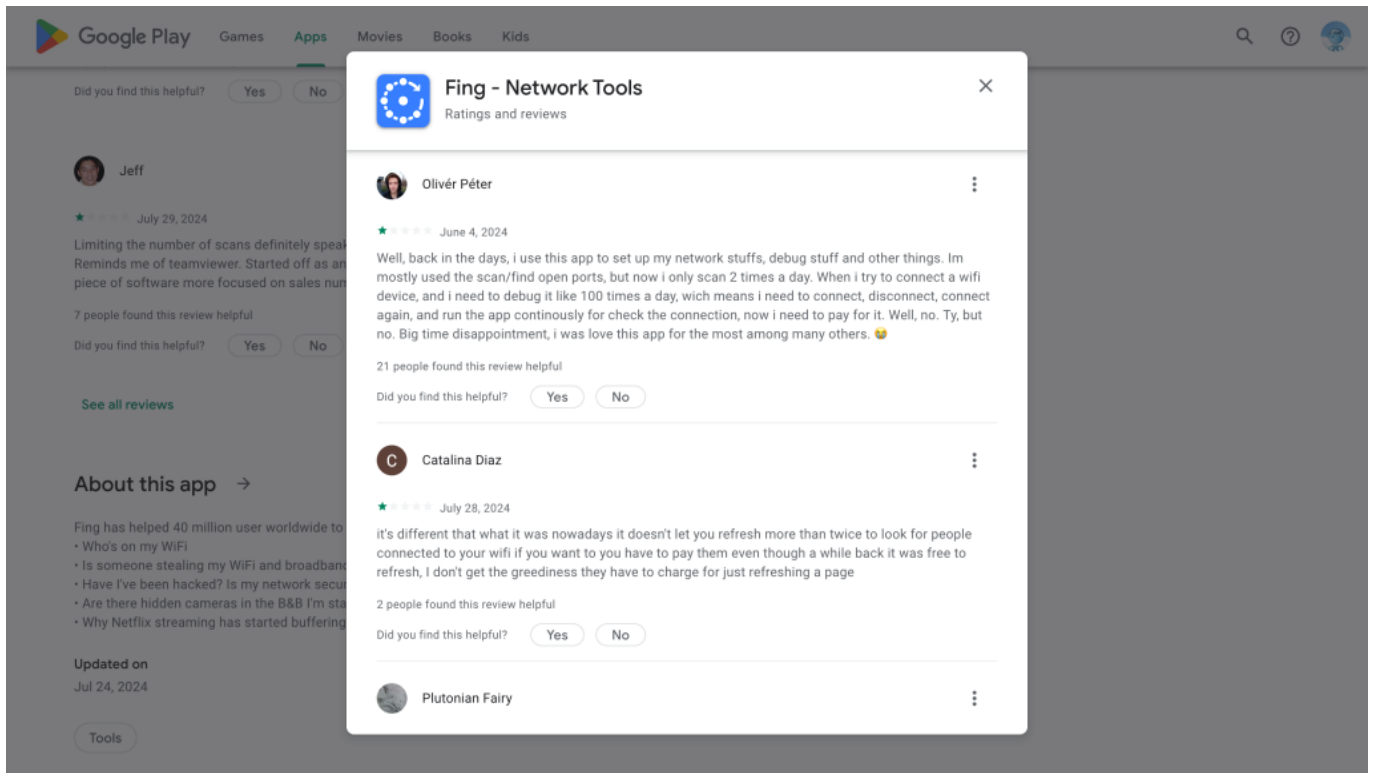 Google Play
Games
Apps
Movies
Books
Kids
Did you find this helpful?
Yes
No
Jeff
July 29, 2024
Limiting the number of scans definitely speak
Reminds me of teamviewer. Started off as an
piece of software more focused on sales num
7 people found this review helpful
Did you find this helpful?
Yes
No
See all reviews
About this app
Fing has helped 40 million user worldwide to
• Who's on my WiFi
• Is someone stealing my WiFi and broadband
• Have I've been hacked? Is my network secur
• Are there hidden cameras in the B&B I'm sta
• Why Netflix streaming has started buffering
Updated on
Jul 24, 2024
Tools
Fing - Network Tools
Ratings and reviews
Olivér Péter
June 4, 2024
Well, back in the days, i use this app to set up my network stuffs, debug stuff and other things. Im
mostly used the scan/find open ports, but now i only scan 2 times a day. When i try to connect a wifi
device, and i need to debug it like 100 times a day, wich means i need to connect, disconnect, connect
again, and run the app continously for check the connection, now i need to pay for it. Well, no. Ty, but
no. Big time disappointment, i was love this app for the most among many others. 😭
21 people found this review helpful
Did you find this helpful?
Yes
No
C
Catalina Diaz
July 28, 2024
it's different that what it was nowadays it doesn't let you refresh more than twice to look for people
connected to your wifi if you want to you have to pay them even though a while back it was free to
refresh, I don't get the greediness they have to charge for just refreshing a page
2 people found this review helpful
Did you find this helpful?
Yes
No
Plutonian Fairy